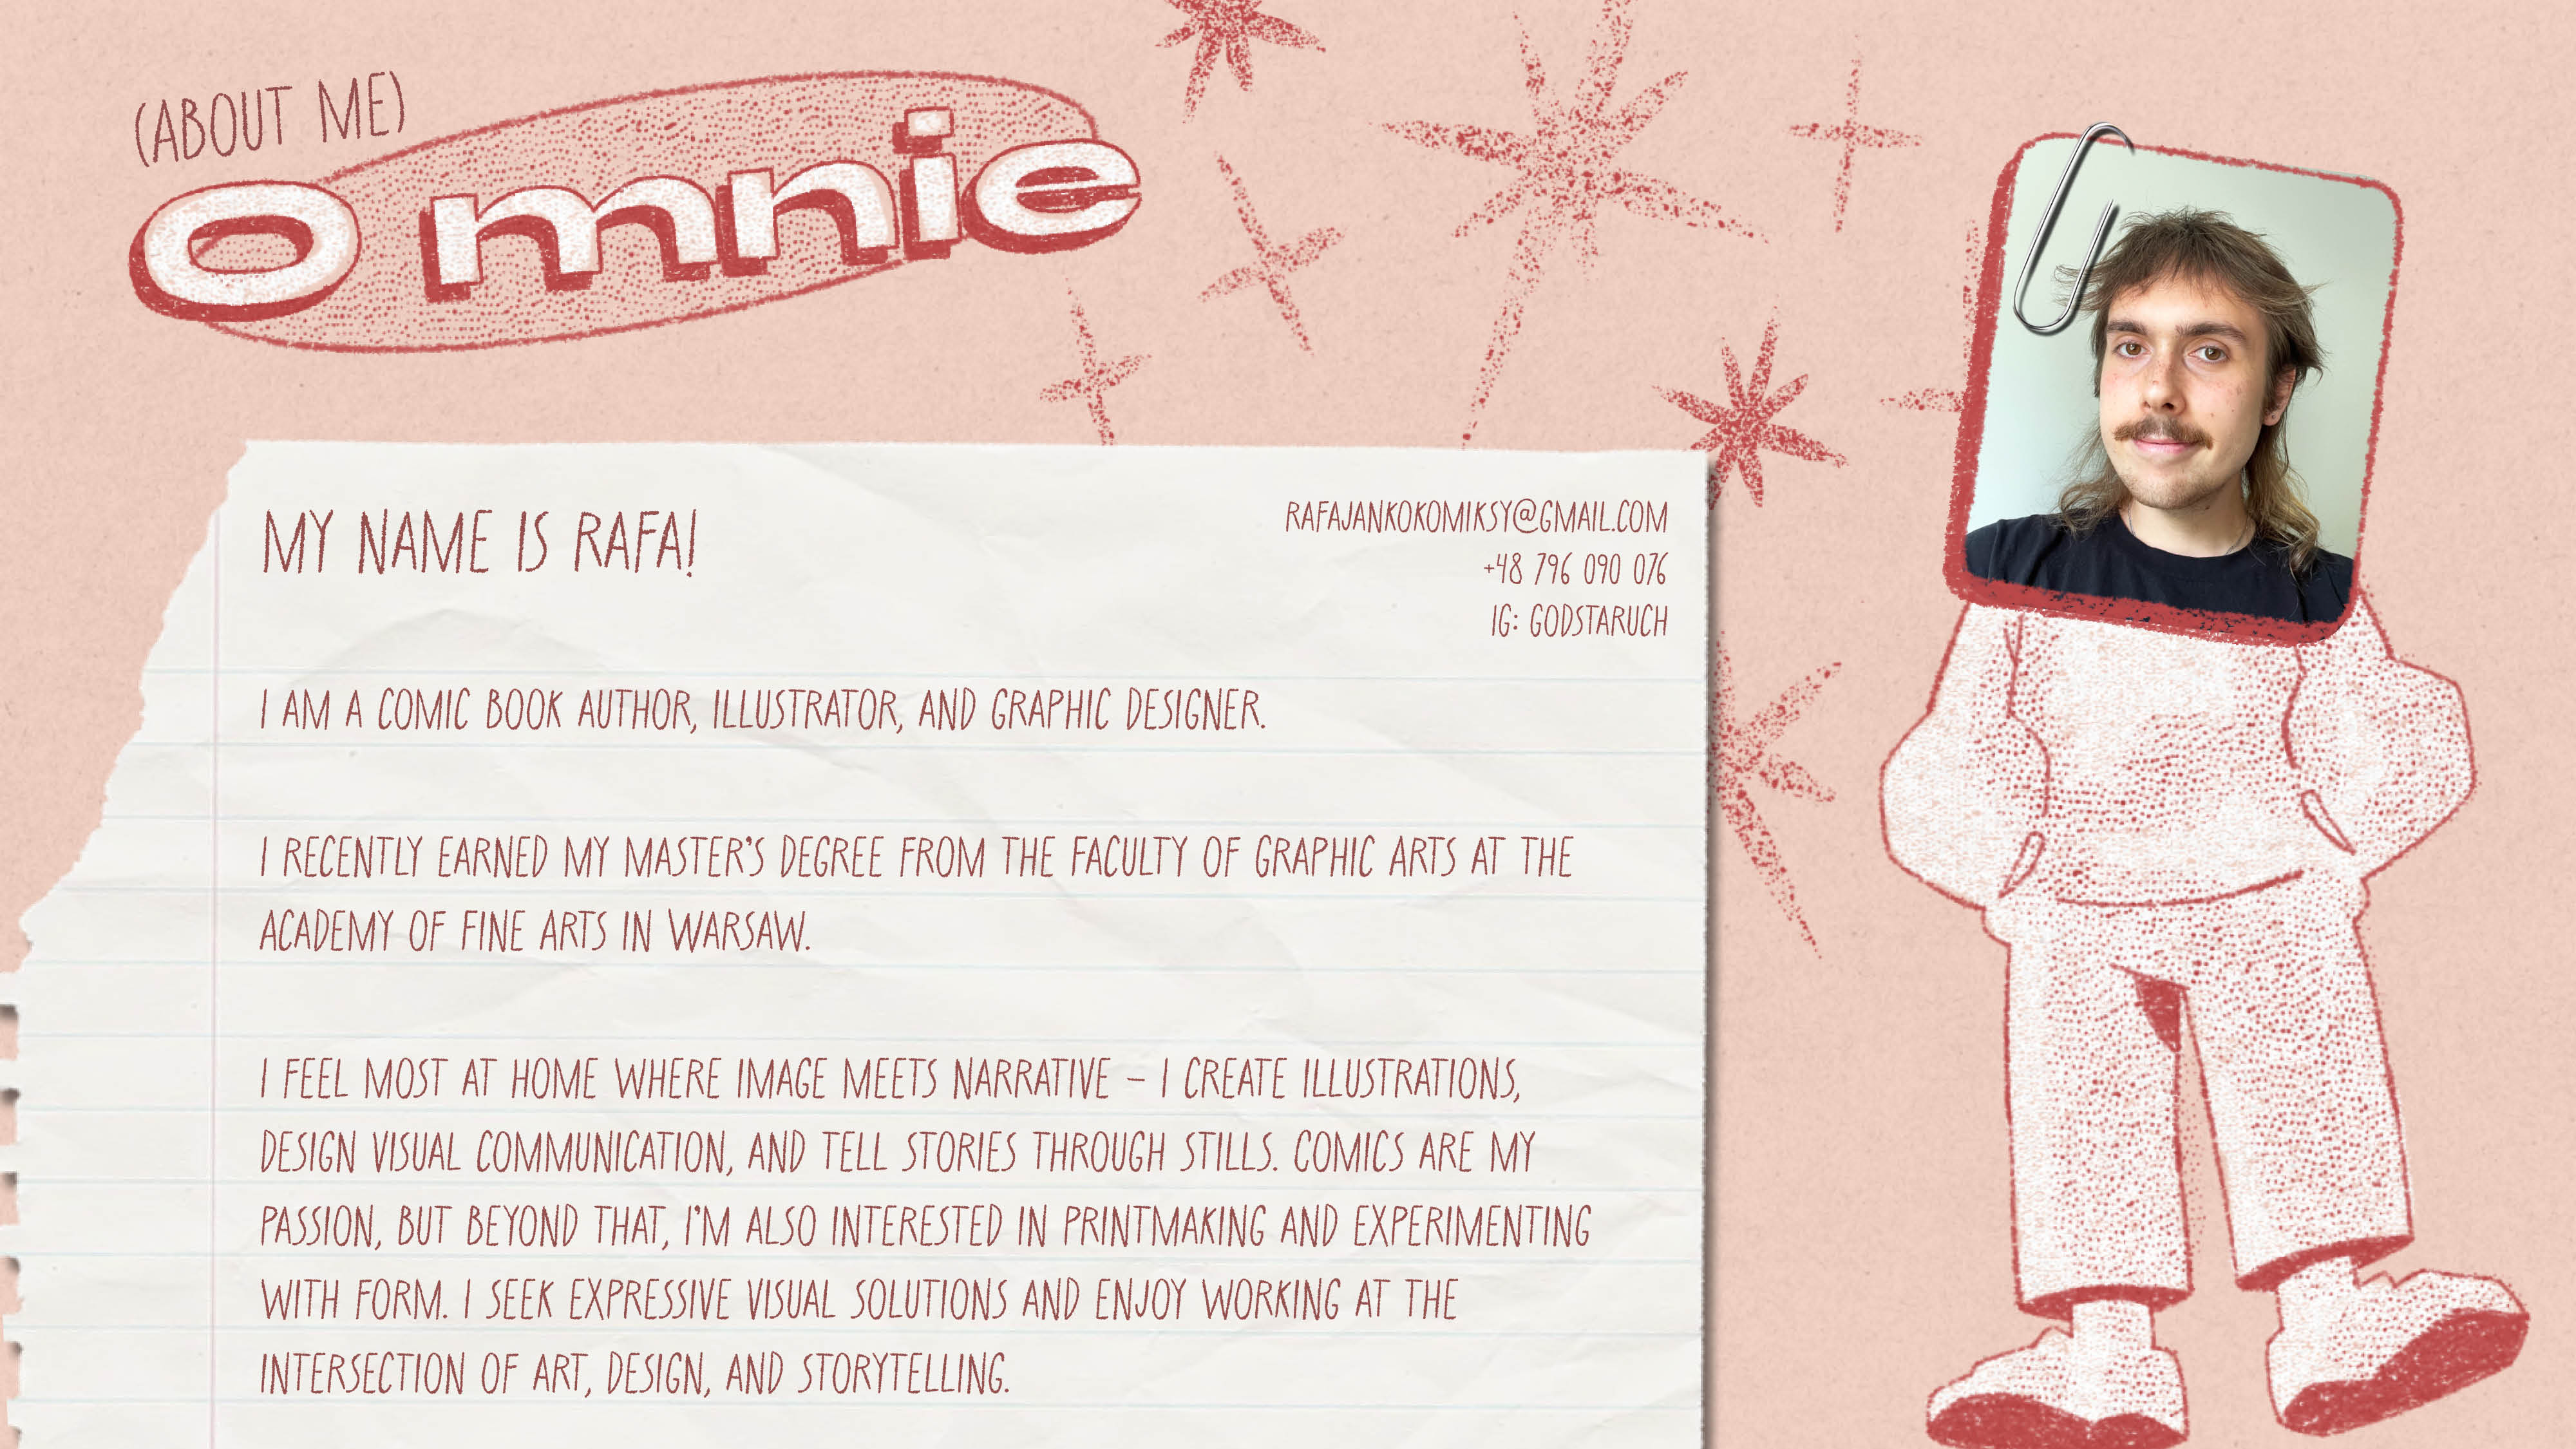 (ABOUT ME)
o mnie
MY NAME IS RAFA!
RAFAJANKOKOMIKSY@GMAIL.COM
+48 796 090 076
IG: GODSTARUCH
I AM A COMIC BOOK AUTHOR, ILLUSTRATOR, AND GRAPHIC DESIGNER.
I RECENTLY EARNED MY MASTER'S DEGREE FROM THE FACULTY OF GRAPHIC ARTS AT THE
ACADEMY OF FINE ARTS IN WARSAW.
I FEEL MOST AT HOME WHERE IMAGE MEETS NARRATIVE – I CREATE ILLUSTRATIONS,
DESIGN VISUAL COMMUNICATION, AND TELL STORIES THROUGH STILLS. COMICS ARE MY
PASSION, BUT BEYOND THAT, I'M ALSO INTERESTED IN PRINTMAKING AND EXPERIMENTING
WITH FORM. I SEEK EXPRESSIVE VISUAL SOLUTIONS AND ENJOY WORKING AT THE
INTERSECTION OF ART, DESIGN, AND STORYTELLING.